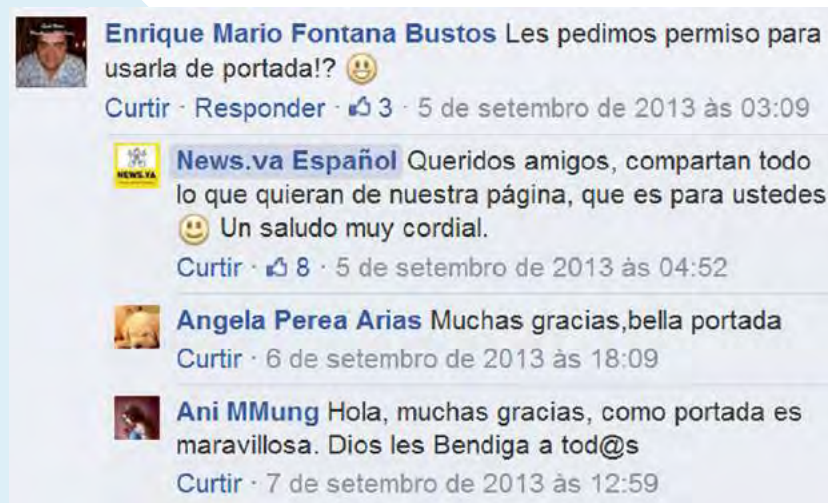 Enrique Mario Fontana Bustos Les pedimos permiso para
usarla de portada!? 😃
Curtir · Responder · 👍 3 · 5 de setembro de 2013 às 03:09
NEWS.VA
News.va Español Queridos amigos, compartan todo
lo que quieran de nuestra página, que es para ustedes
🙂 Un saludo muy cordial.
Curtir · 👍 8 · 5 de setembro de 2013 às 04:52
Angela Perea Arias Muchas gracias,bella portada
Curtir · 6 de setembro de 2013 às 18:09
Ani MMung Hola, muchas gracias, como portada es
maravillosa. Dios les Bendiga a tod@s
Curtir · 7 de setembro de 2013 às 12:59